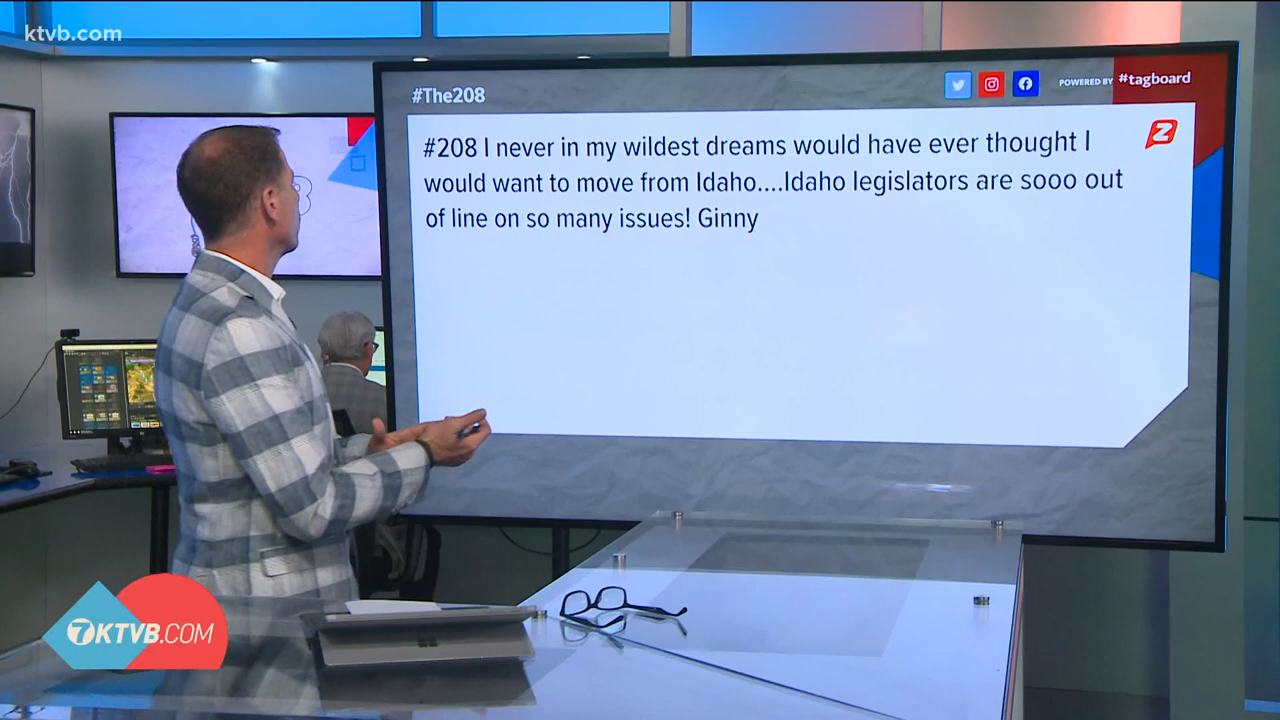 ktvb.com
#The208
POWERED BY #tagboard
#208 I never in my wildest dreams would have ever thought I
would want to move from Idaho....Idaho legislators are sooo out
of line on so many issues! Ginny
7KTVB.COM